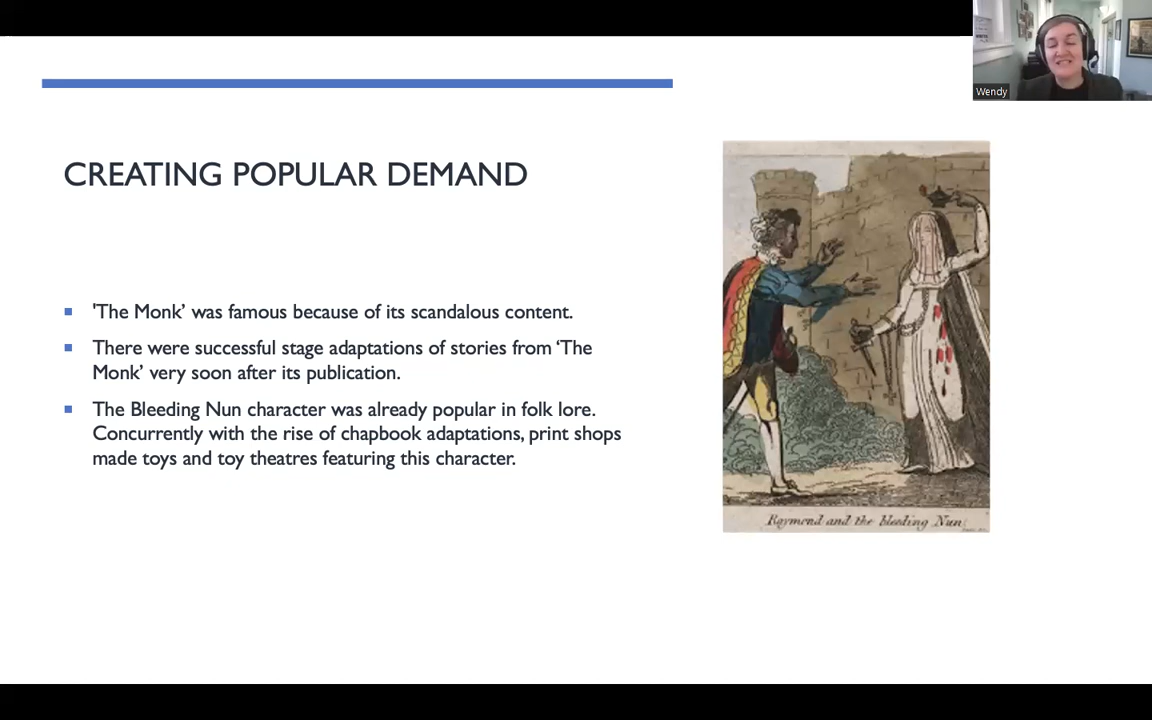 Wendy
CREATING POPULAR DEMAND
'The Monk’ was famous because of its scandalous content.
There were successful stage adaptations of stories from ‘The
Monk’ very soon after its publication.
The Bleeding Nun character was already popular in folk lore.
Concurrently with the rise of chapbook adaptations, print shops
made toys and toy theatres featuring this character.
Raymond and the bleeding Nun